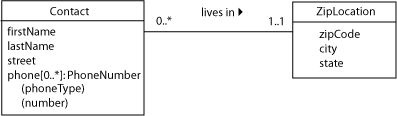 Contact
firstName
lastName
street
phone[0..*]: PhoneNumber
(phoneType)
(number)
0..*
lives in ▶
1..1
ZipLocation
zipCode
city
state